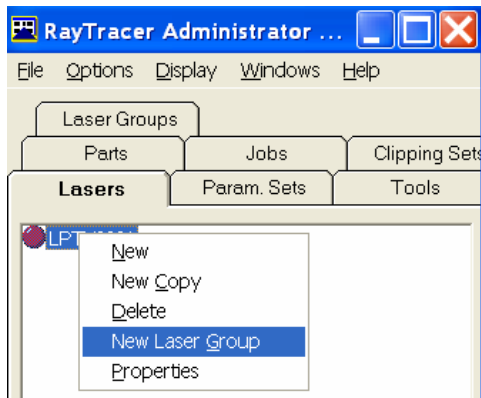 RayTracer Administrator ...
File Options Display Windows Help
Laser Groups
Parts Jobs Clipping Sets
Lasers Param. Sets Tools
New
New Copy
Delete
New Laser Group
Properties